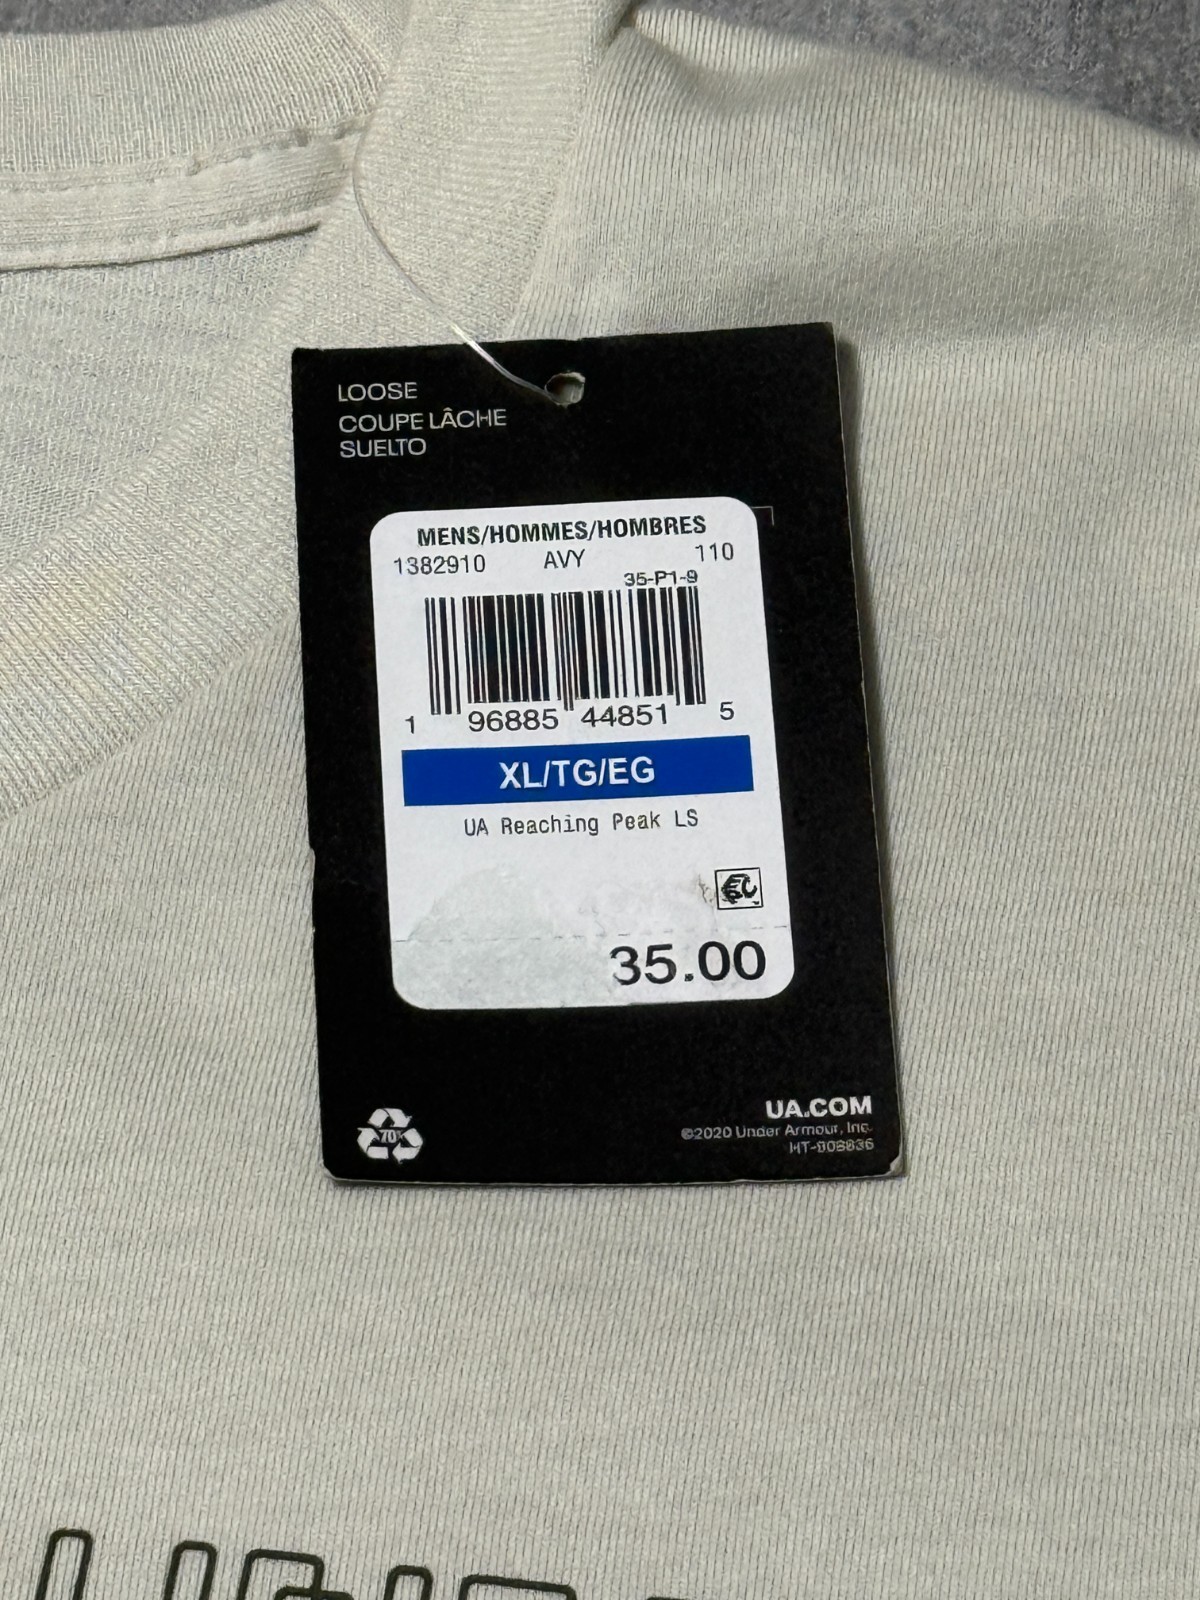 LOOSE
COUPE LÂCHE
SUELTO
MENS/HOMMES/HOMBRES
1382910 AVY 110
35-P1-9
1 96885 44851 5
XL/TG/EG
UA Reaching Peak LS
35.00
70%
UA.COM
©2020 Under Armour, Inc.